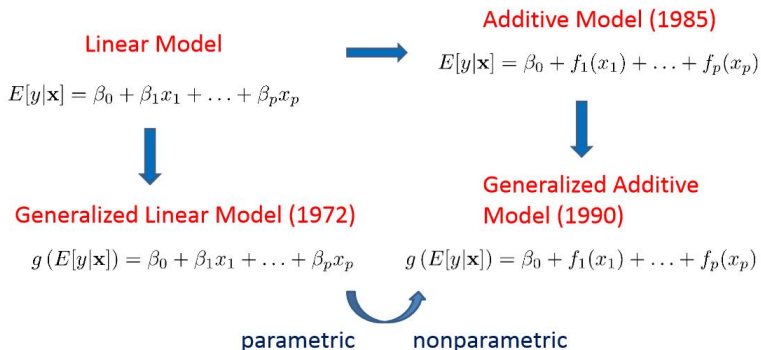 Linear Model
E[y|x] = β₀ + β₁x₁ + … + βₚxₚ
Additive Model (1985)
E[y|x] = β₀ + f₁(x₁) + … + fₚ(xₚ)
Generalized Linear Model (1972)
g (E[y|x]) = β₀ + β₁x₁ + … + βₚxₚ
Generalized Additive
Model (1990)
g (E[y|x]) = β₀ + f₁(x₁) + … + fₚ(xₚ)
parametric
nonparametric